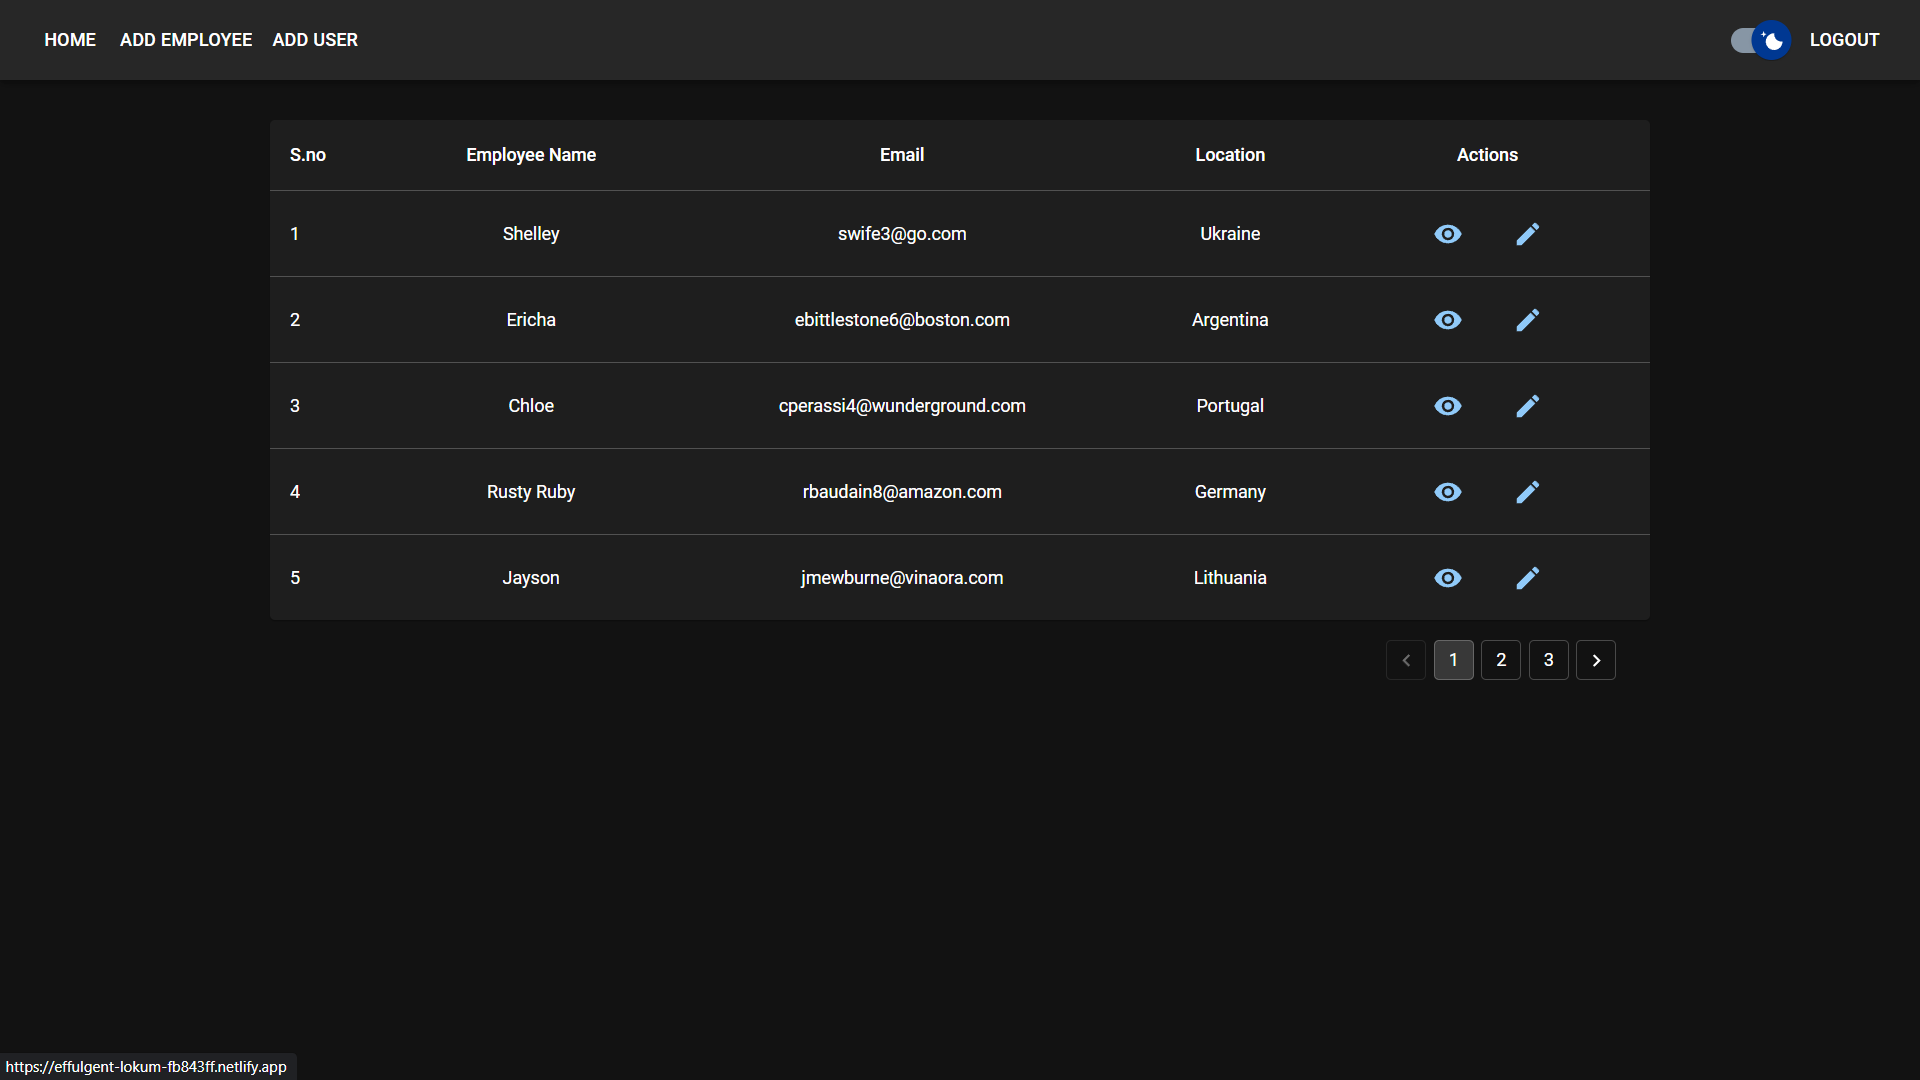 HOME ADD EMPLOYEE ADD USER LOGOUT
S.no Employee Name Email Location Actions
1 Shelley swife3@go.com Ukraine
2 Ericha ebittlestone6@boston.com Argentina
3 Chloe cperassi4@wunderground.com Portugal
4 Rusty Ruby rbaudain8@amazon.com Germany
5 Jayson jmewburne@vinaora.com Lithuania
1 2 3
https://effulgent-lokum-fb843ff.netlify.app